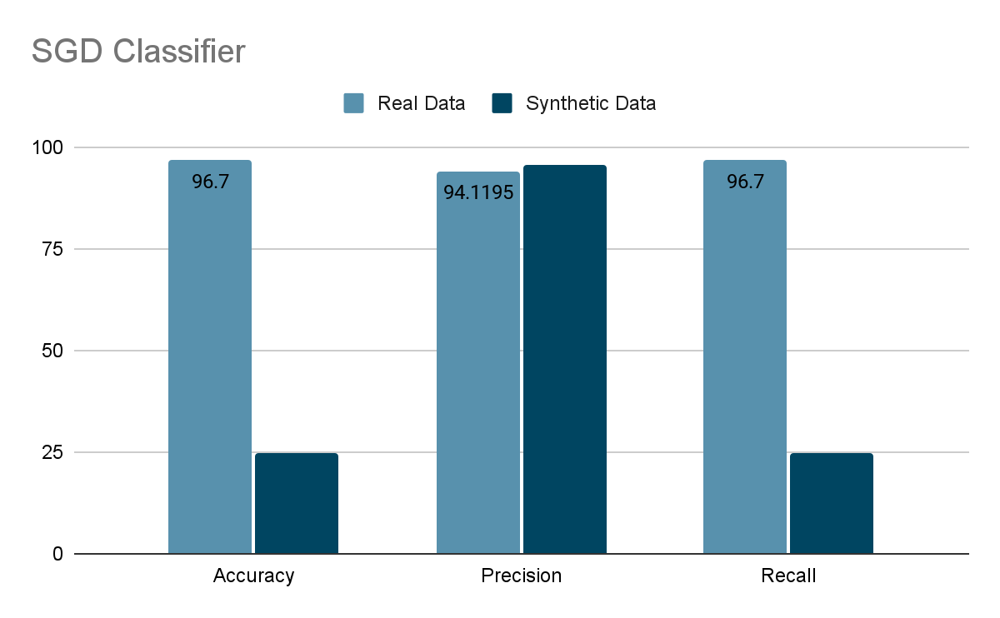 SGD Classifier
Real Data Synthetic Data
100
96.7 94.1195 96.7
75
50
25
0
Accuracy Precision Recall